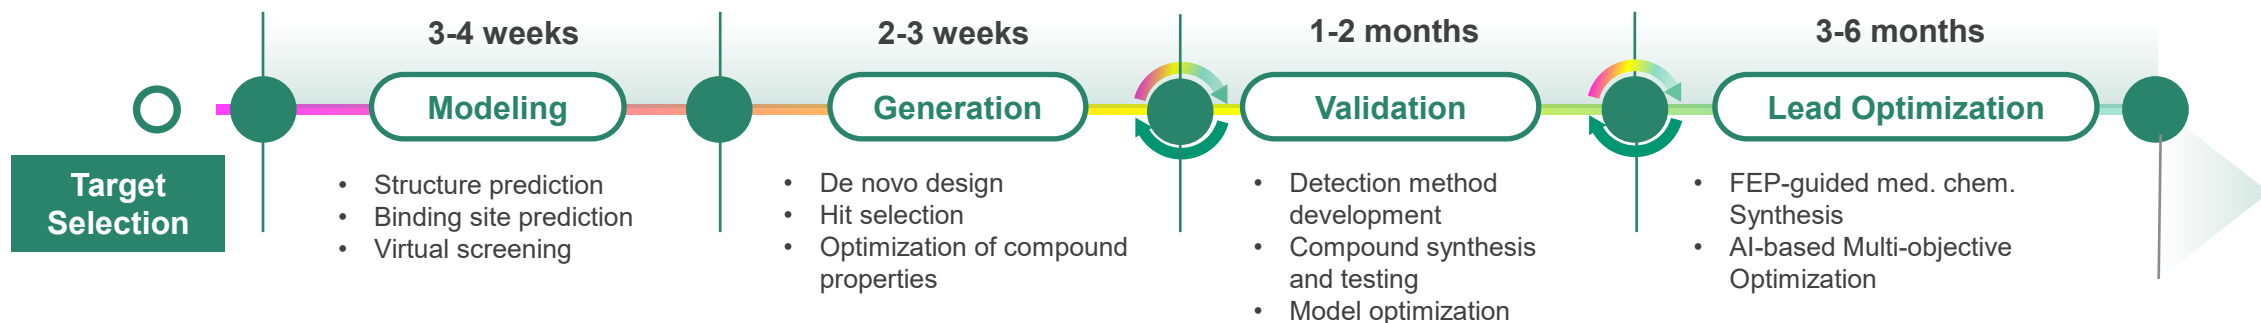 3-4 weeks
2-3 weeks
1-2 months
3-6 months
Modeling
Generation
Validation
Lead Optimization
Target
Selection
• Structure prediction
• Binding site prediction
• Virtual screening
• De novo design
• Hit selection
• Optimization of compound
properties
• Detection method
development
• Compound synthesis
and testing
• Model optimization
• FEP-guided med. chem.
Synthesis
• AI-based Multi-objective
Optimization